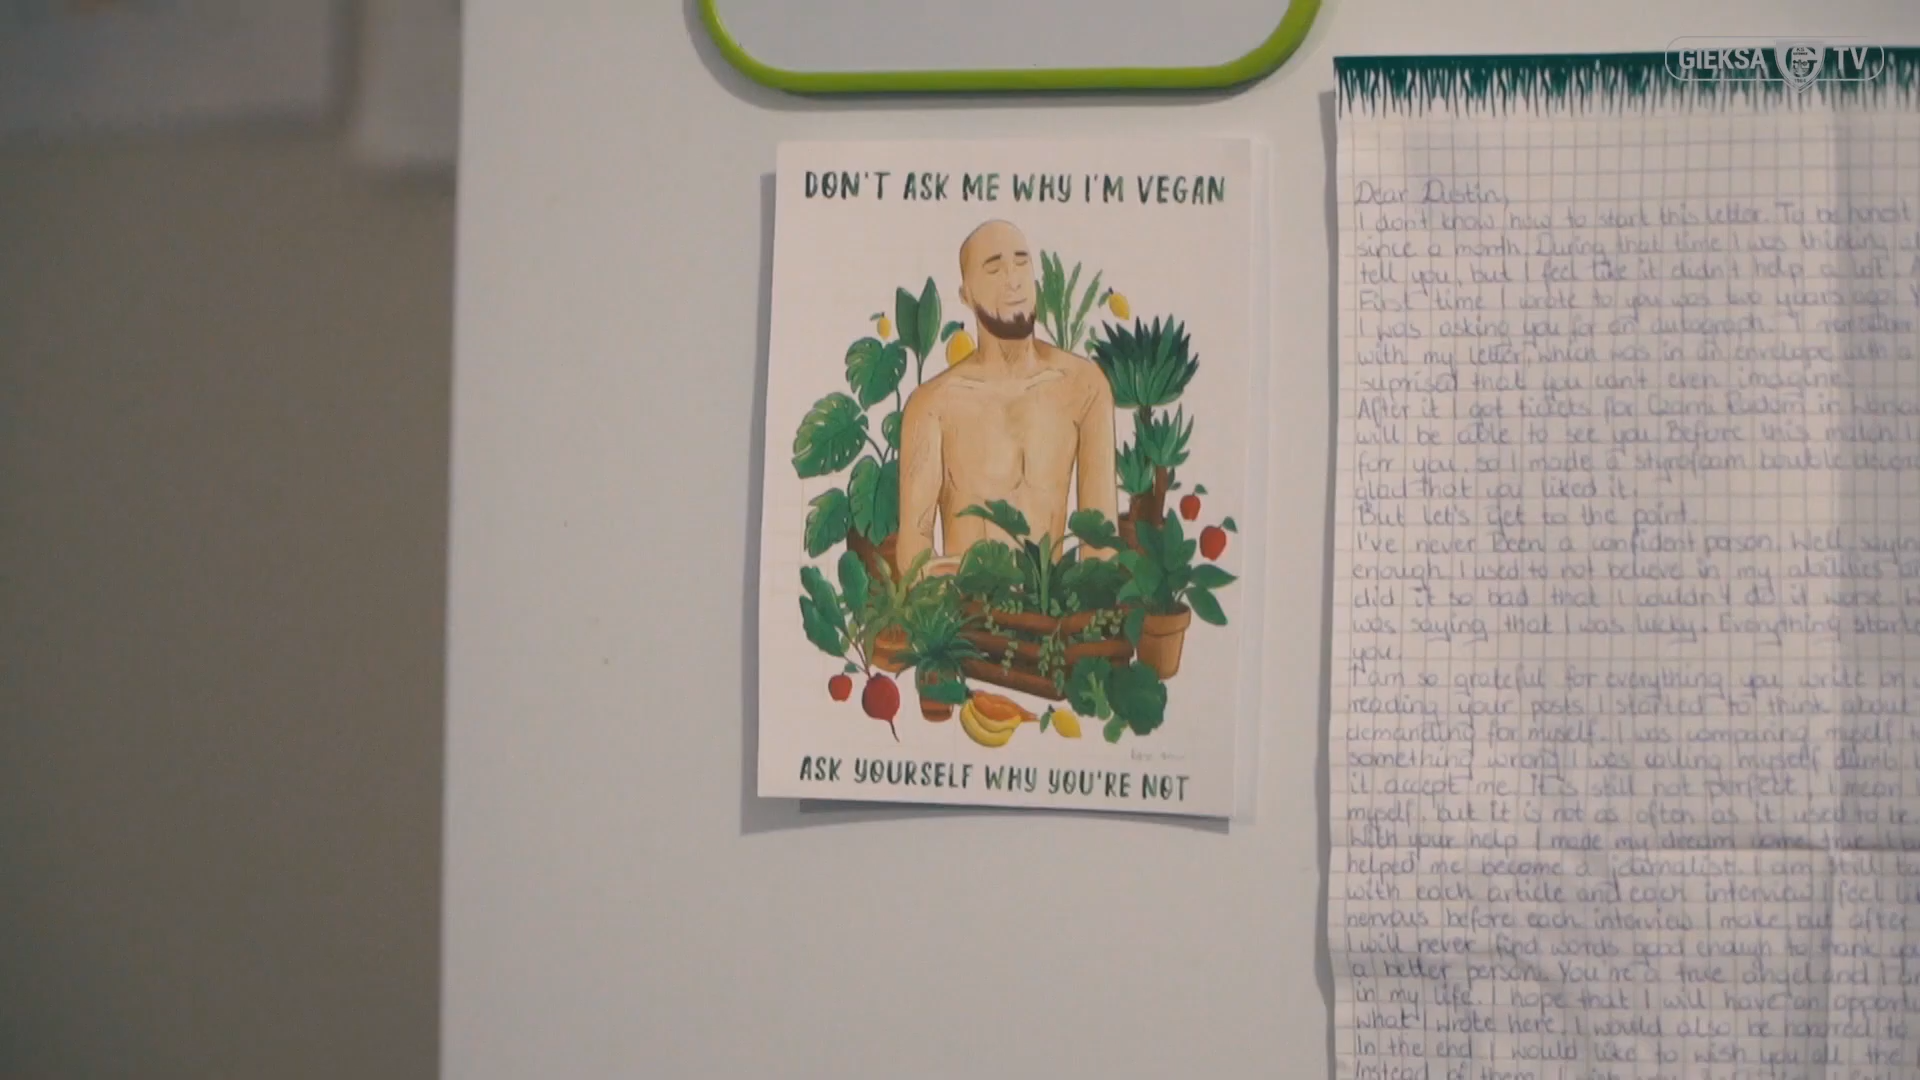 GIEKSA TV
DON'T ASK ME WHY I'M VEGAN
ASK YOURSELF WHY YOU'RE NOT
Dear Dustin,
I don't know how to start this letter. To be honest
since a month. During that time I was thinking
tell you, but I feel like it didn't help a lot.
First time I wrote to you was two years ago.
I was asking you for an autograph. I
with my letter, which was in an envelope with a
suprised that you can't even imagine.
After it I got tickets for Czarni Radom in
will be able to see you. Before this match I
for you, so I made a styrofoam bauble
glad that you liked it.
But let's get to the point.
I've never been a confident person. Well saying
enough. I used to not believe in my abilities
did it so bad that I couldn't do it worse.
was saying that I was lucky. Everything
you.
I am so grateful for everything you write on
reading your posts I started to think about
demanding for myself. I was comparing myself
something wrong I was calling myself dumb.
it accept me. It is still not perfect, I mean I
myself, but it is not as often as it used to be.
With your help I made my dream come true.
helped me become a journalist. I am still
with each article and each interview I feel
nervous before each interview I make but after
I will never find words good enough to thank you
a better person. You're a true angel and I
in my life. I hope that I will have an
what I wrote here. I would also be honored to
In the end I would like to wish you all the
Instead of them, I